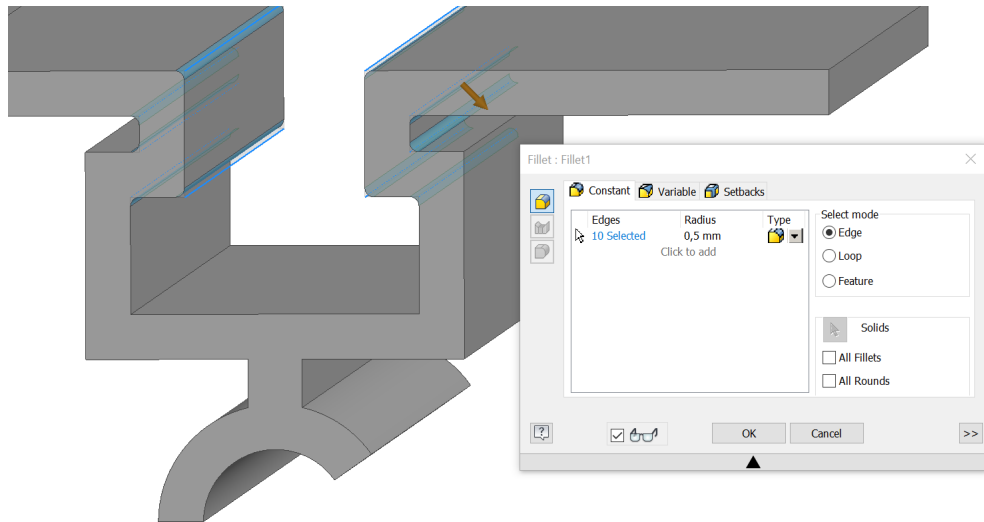 Fillet : Fillet1
Constant Variable Setbacks
Edges Radius Type
10 Selected 0,5 mm
Click to add
Select mode
Edge
Loop
Feature
Solids
All Fillets
All Rounds
?
OK Cancel >>